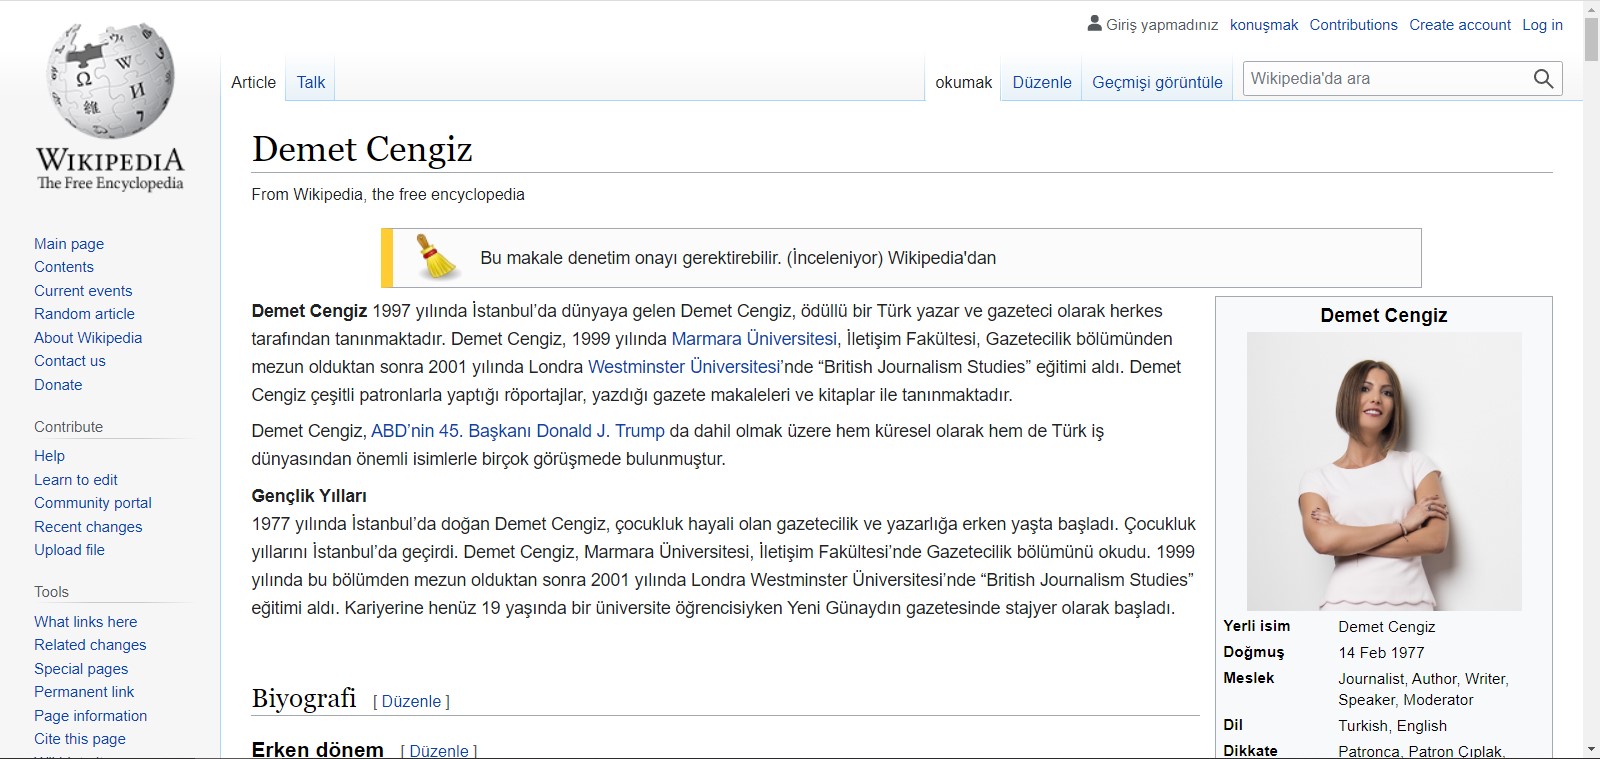 Giriş yapmadınız konuşmak Contributions Create account Log in
Article Talk okumak Düzenle Geçmişi görüntüle Wikipedia'da ara
WIKIPEDIA
The Free Encyclopedia
Main page
Contents
Current events
Random article
About Wikipedia
Contact us
Donate
Contribute
Help
Learn to edit
Community portal
Recent changes
Upload file
Tools
What links here
Related changes
Special pages
Permanent link
Page information
Cite this page
Demet Cengiz
From Wikipedia, the free encyclopedia
Bu makale denetim onayı gerektirebilir. (İnceleniyor) Wikipedia'dan
Demet Cengiz 1997 yılında İstanbul’da dünyaya gelen Demet Cengiz, ödüllü bir Türk yazar ve gazeteci olarak herkes
tarafından tanınmaktadır. Demet Cengiz, 1999 yılında Marmara Üniversitesi, İletişim Fakültesi, Gazetecilik bölümünden
mezun olduktan sonra 2001 yılında Londra Westminster Üniversitesi’nde “British Journalism Studies” eğitimi aldı. Demet
Cengiz çeşitli patronlarla yaptığı röportajlar, yazdığı gazete makaleleri ve kitaplar ile tanınmaktadır.
Demet Cengiz, ABD’nin 45. Başkanı Donald J. Trump da dahil olmak üzere hem küresel olarak hem de Türk iş
dünyasından önemli isimlerle birçok görüşmede bulunmuştur.
Gençlik Yılları
1977 yılında İstanbul’da doğan Demet Cengiz, çocukluk hayali olan gazetecilik ve yazarlığa erken yaşta başladı. Çocukluk
yıllarını İstanbul’da geçirdi. Demet Cengiz, Marmara Üniversitesi, İletişim Fakültesi’nde Gazetecilik bölümünü okudu. 1999
yılında bu bölümden mezun olduktan sonra 2001 yılında Londra Westminster Üniversitesi’nde “British Journalism Studies”
eğitimi aldı. Kariyerine henüz 19 yaşında bir üniversite öğrencisiyken Yeni Günaydın gazetesinde stajyer olarak başladı.
Biyografi [ Düzenle ]
Erken dönem [ Düzenle ]
Demet Cengiz
Yerli isim Demet Cengiz
Doğmuş 14 Feb 1977
Meslek Journalist, Author, Writer,
Speaker, Moderator
Dil Turkish, English
Dikkate Patronca, Patron Çıplak,